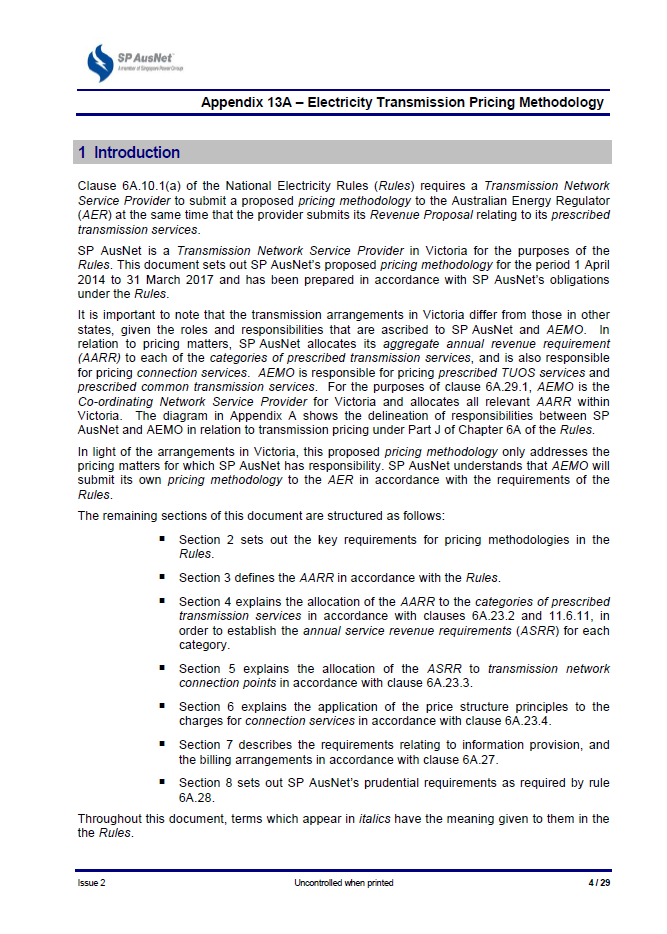 SP AusNet
A member of Singapore Power Group
Appendix 13A – Electricity Transmission Pricing Methodology
1 Introduction
Clause 6A.10.1(a) of the National Electricity Rules (Rules) requires a Transmission Network
Service Provider to submit a proposed pricing methodology to the Australian Energy Regulator
(AER) at the same time that the provider submits its Revenue Proposal relating to its prescribed
transmission services.
SP AusNet is a Transmission Network Service Provider in Victoria for the purposes of the
Rules. This document sets out SP AusNet's proposed pricing methodology for the period 1 April
2014 to 31 March 2017 and has been prepared in accordance with SP AusNet's obligations
under the Rules.
It is important to note that the transmission arrangements in Victoria differ from those in other
states, given the roles and responsibilities that are ascribed to SP AusNet and AEMO. In
relation to pricing matters, SP AusNet allocates its aggregate annual revenue requirement
(AARR) to each of the categories of prescribed transmission services, and is also responsible
for pricing connection services. AEMO is responsible for pricing prescribed TUOS services and
prescribed common transmission services. For the purposes of clause 6A.29.1, AEMO is the
Co-ordinating Network Service Provider for Victoria and allocates all relevant AARR within
Victoria. The diagram in Appendix A shows the delineation of responsibilities between SP
AusNet and AEMO in relation to transmission pricing under Part J of Chapter 6A of the Rules.
In light of the arrangements in Victoria, this proposed pricing methodology only addresses the
pricing matters for which SP AusNet has responsibility. SP AusNet understands that AEMO will
submit its own pricing methodology to the AER in accordance with the requirements of the
Rules.
The remaining sections of this document are structured as follows:
▪ Section 2 sets out the key requirements for pricing methodologies in the
Rules.
▪ Section 3 defines the AARR in accordance with the Rules.
▪ Section 4 explains the allocation of the AARR to the categories of prescribed
transmission services in accordance with clauses 6A.23.2 and 11.6.11, in
order to establish the annual service revenue requirements (ASRR) for each
category.
▪ Section 5 explains the allocation of the ASRR to transmission network
connection points in accordance with clause 6A.23.3.
▪ Section 6 explains the application of the price structure principles to the
charges for connection services in accordance with clause 6A.23.4.
▪ Section 7 describes the requirements relating to information provision, and
the billing arrangements in accordance with clause 6A.27.
▪ Section 8 sets out SP AusNet's prudential requirements as required by rule
6A.28.
Throughout this document, terms which appear in italics have the meaning given to them in the
the Rules.
Issue 2 Uncontrolled when printed 4 / 29